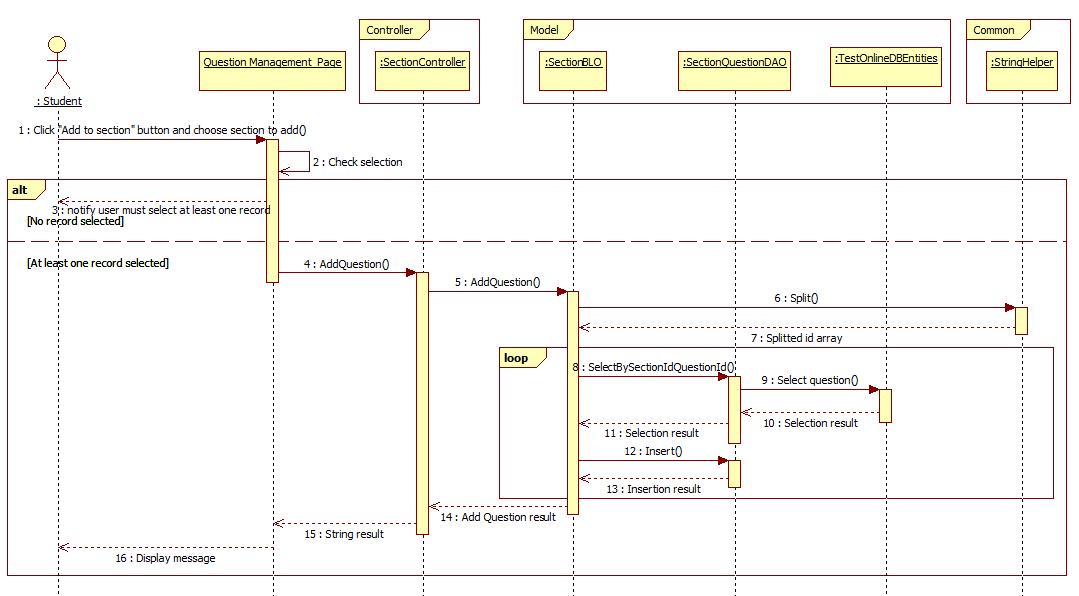 Controller
Model
Common
Question Management Page
:SectionController
:SectionBLO
:SectionQuestionDAO
:TestOnlineDBEntities
:StringHelper
: Student
1 : Click "Add to section" button and choose section to add()
2 : Check selection
alt
3 : notify user must select at least one record
[No record selected]
[At least one record selected]
4 : AddQuestion()
5 : AddQuestion()
6 : Split()
7 : Splitted id array
loop
8 : SelectBySectionIdQuestionId()
9 : Select question()
10 : Selection result
11 : Selection result
12 : Insert()
13 : Insertion result
14 : Add Question result
15 : String result
16 : Display message